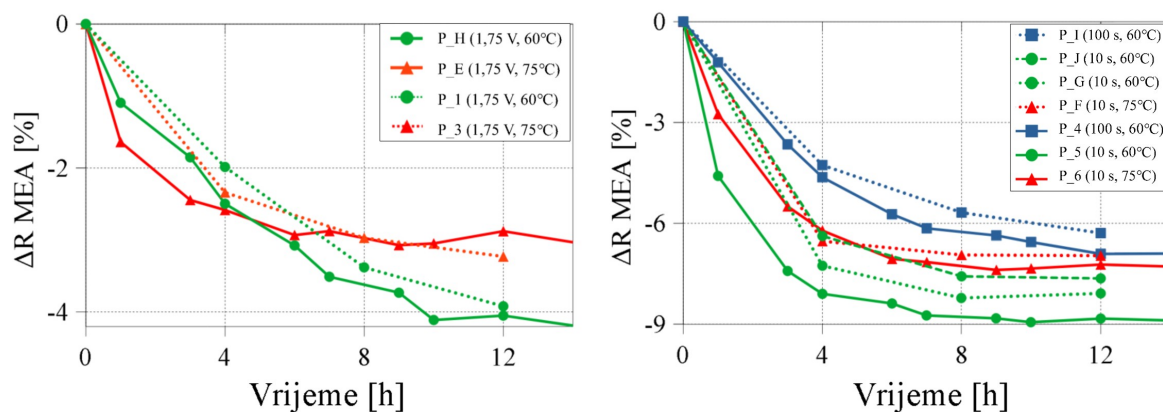 0
-2
-4
ΔR MEA [%]
0
4
8
12
Vrijeme [h]
P_H (1,75 V, 60℃)
P_E (1,75 V, 75℃)
P_1 (1,75 V, 60℃)
P_3 (1,75 V, 75℃)
-0
-3
-6
-9
ΔR MEA [%]
0
4
8
12
Vrijeme [h]
P_I (100 s, 60℃)
P_J (10 s, 60℃)
P_G (10 s, 60℃)
P_F (10 s, 75℃)
P_4 (100 s, 60℃)
P_5 (10 s, 60℃)
P_6 (10 s, 75℃)